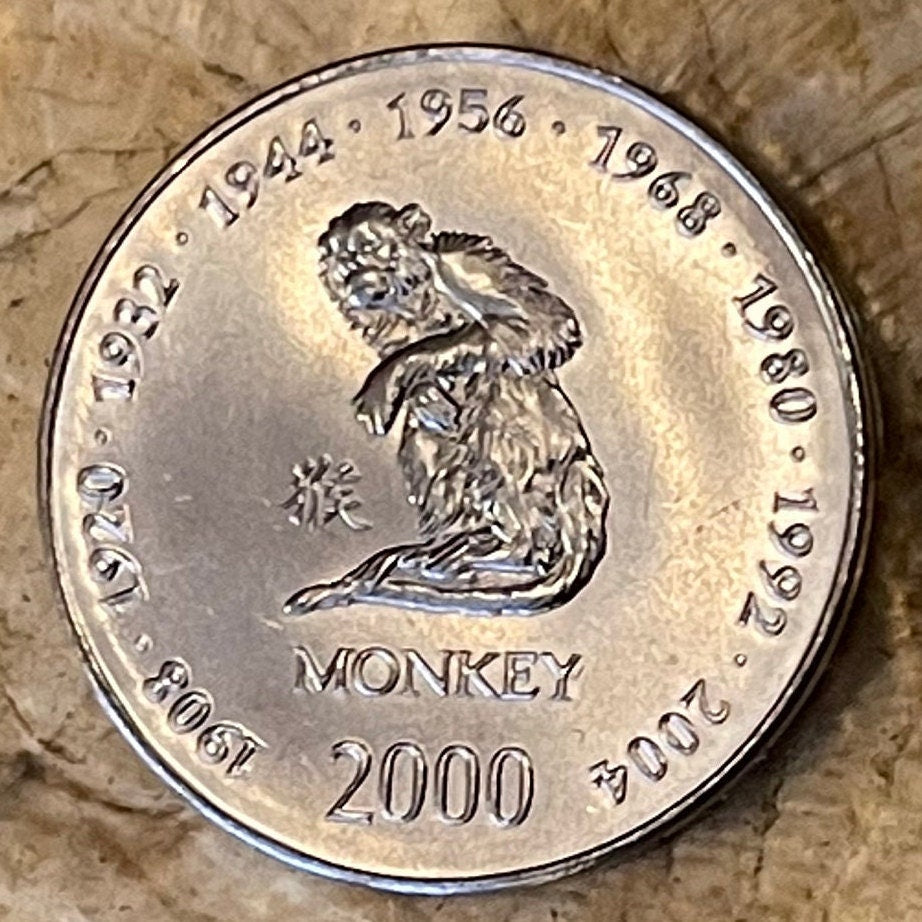 1908 · 1920 · 1932 · 1944 · 1956 · 1968 · 1980 · 1992 · 2004
猴
MONKEY
2000